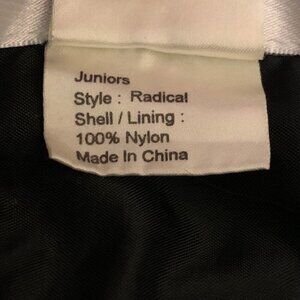 Juniors
Style : Radical
Shell / Lining :
100% Nylon
Made In China